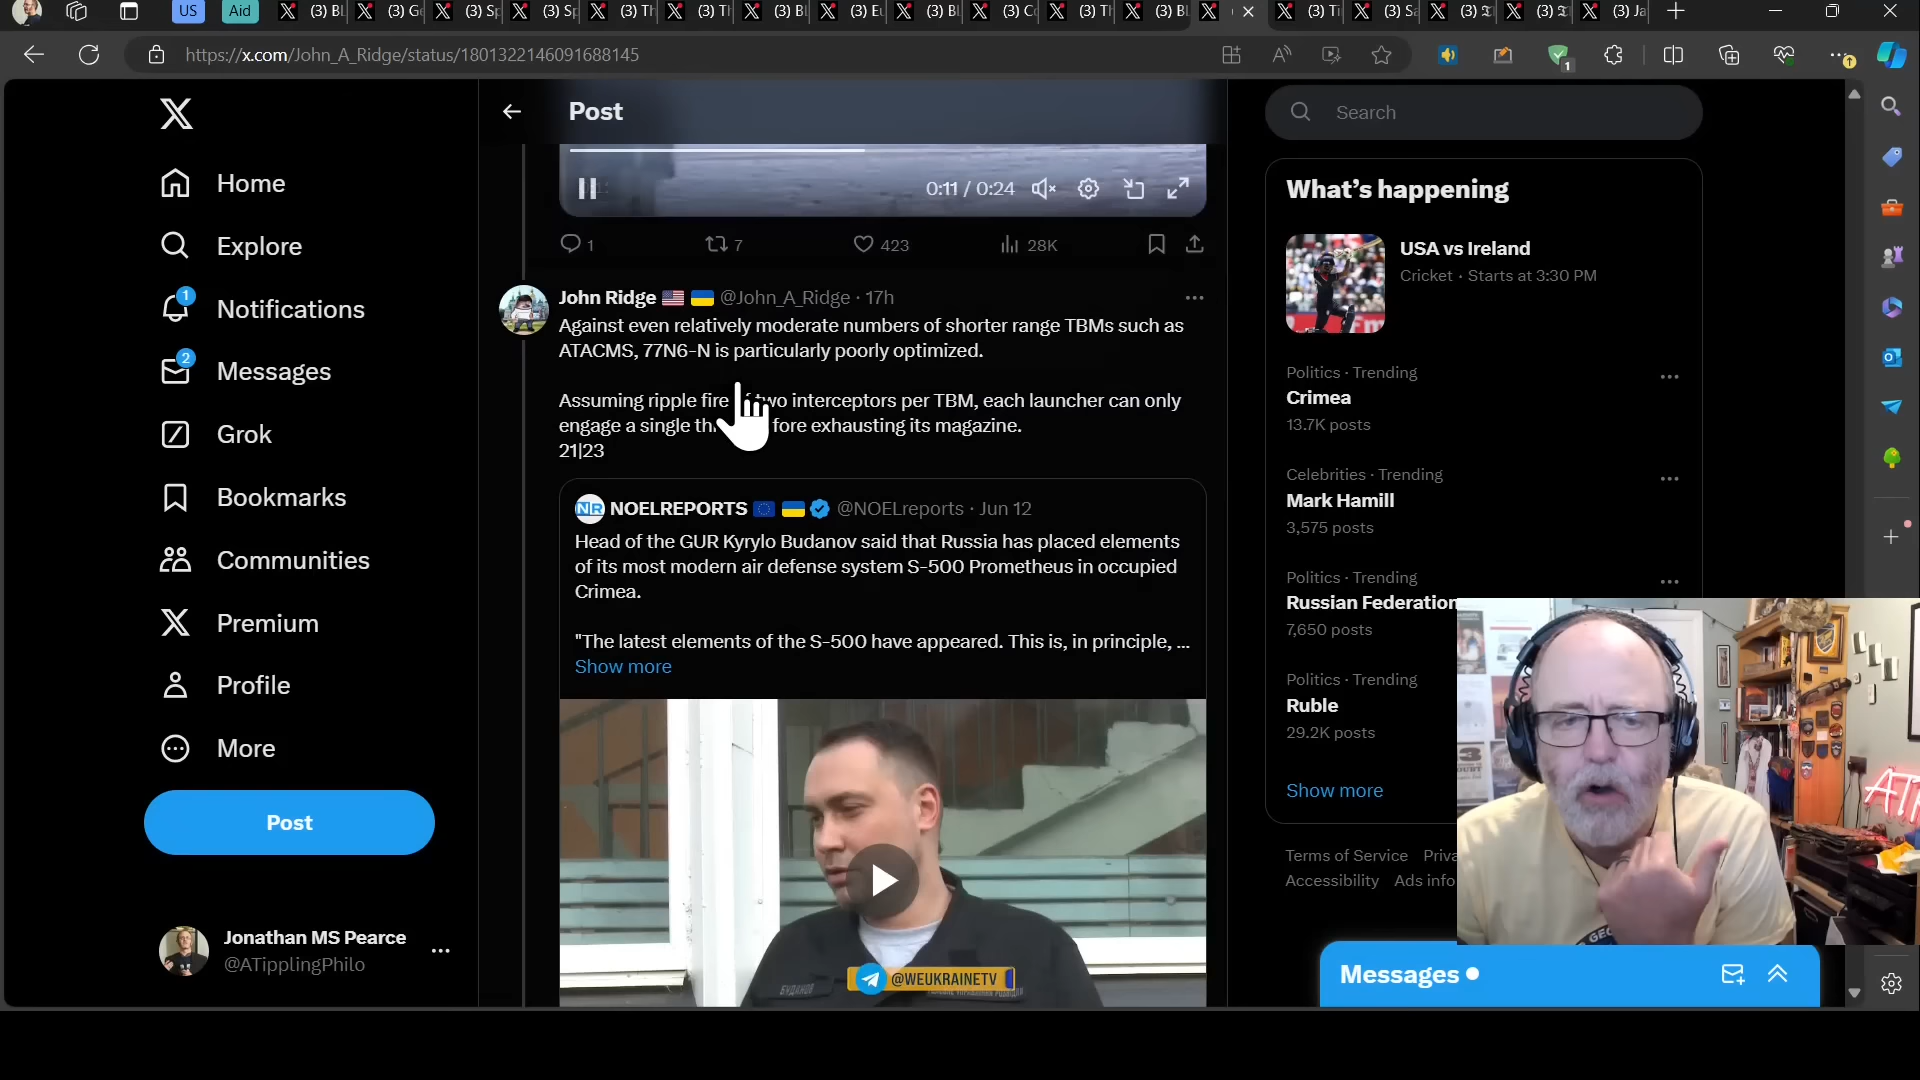 US
Aid
https://x.com/John_A_Ridge/status/1801322146091688145
1
Home
Explore
1
Notifications
2
Messages
Grok
Bookmarks
Communities
Premium
Profile
More
Post
Jonathan MS Pearce
@ATipplingPhilo
Post
0:11 / 0:24
1
7
423
28K
John Ridge @John_A_Ridge · 17h
Against even relatively moderate numbers of shorter range TBMs such as
ATACMS, 77N6-N is particularly poorly optimized.
Assuming ripple fire two interceptors per TBM, each launcher can only
engage a single fore exhausting its magazine.
21|23
NR NOELREPORTS @NOELreports · Jun 12
Head of the GUR Kyrylo Budanov said that Russia has placed elements
of its most modern air defense system S-500 Prometheus in occupied
Crimea.
"The latest elements of the S-500 have appeared. This is, in principle, ...
Show more
@WEUKRAINETV
Search
What's happening
USA vs Ireland
Cricket · Starts at 3:30 PM
Politics · Trending
Crimea
13.7K posts
Celebrities · Trending
Mark Hamill
3,575 posts
Politics · Trending
Russian Federation
7,650 posts
Politics · Trending
Ruble
29.2K posts
Show more
Terms of Service
Accessibility Ads info
Messages